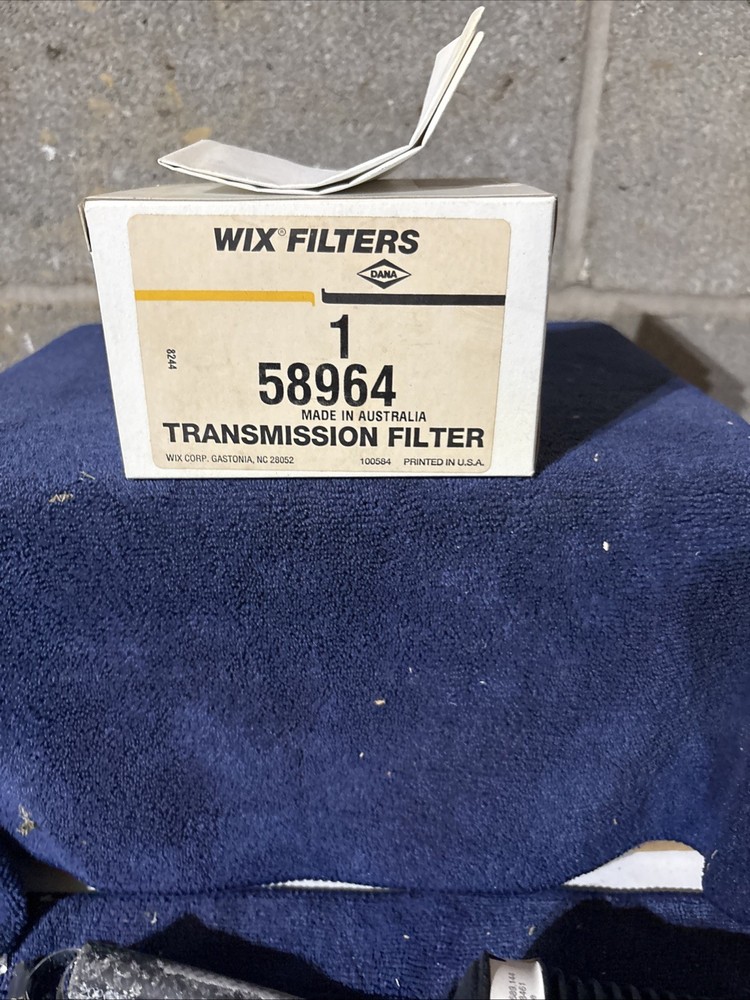 WIX® FILTERS
DANA
1
8244
58964
MADE IN AUSTRALIA
TRANSMISSION FILTER
WIX CORP. GASTONIA, NC 28052 100584 PRINTED IN U.S.A.